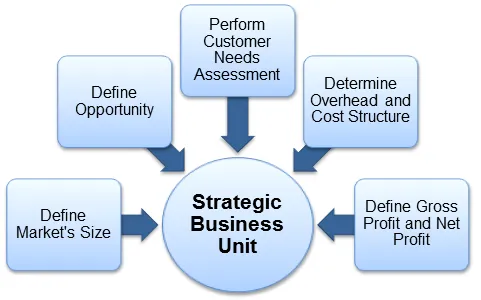 Perform
Customer
Needs
Assessment
Define
Opportunity
Determine
Overhead and
Cost Structure
Define
Market's Size
Strategic
Business
Unit
Define Gross
Profit and Net
Profit